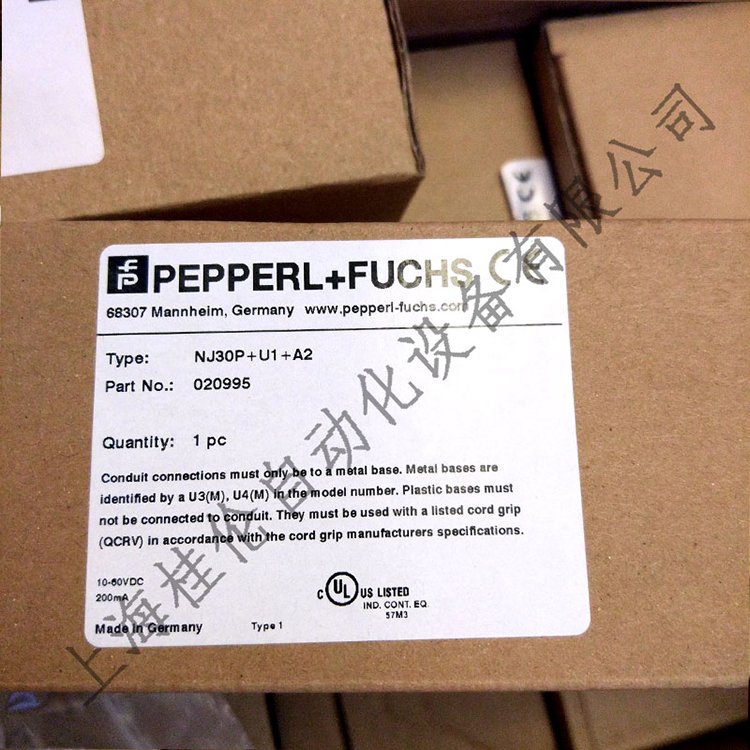 PEPPERL+FUCHS CE
68307 Mannheim, Germany www.pepperl-fuchs.com
Type: NJ30P+U1+A2
Part No.: 020995
Quantity: 1 pc
Conduit connections must only be to a metal base. Metal bases are
identified by a U3(M), U4(M) in the model number. Plastic bases must
not be connected to conduit. They must be used with a listed cord grip
(QCRV) in accordance with the cord grip manufacturers specifications.
10-60VDC
200mA
C UL US LISTED
IND. CONT. EQ.
57M3
Made in Germany Type 1
上海桂伦自动化设备有限公司
CE